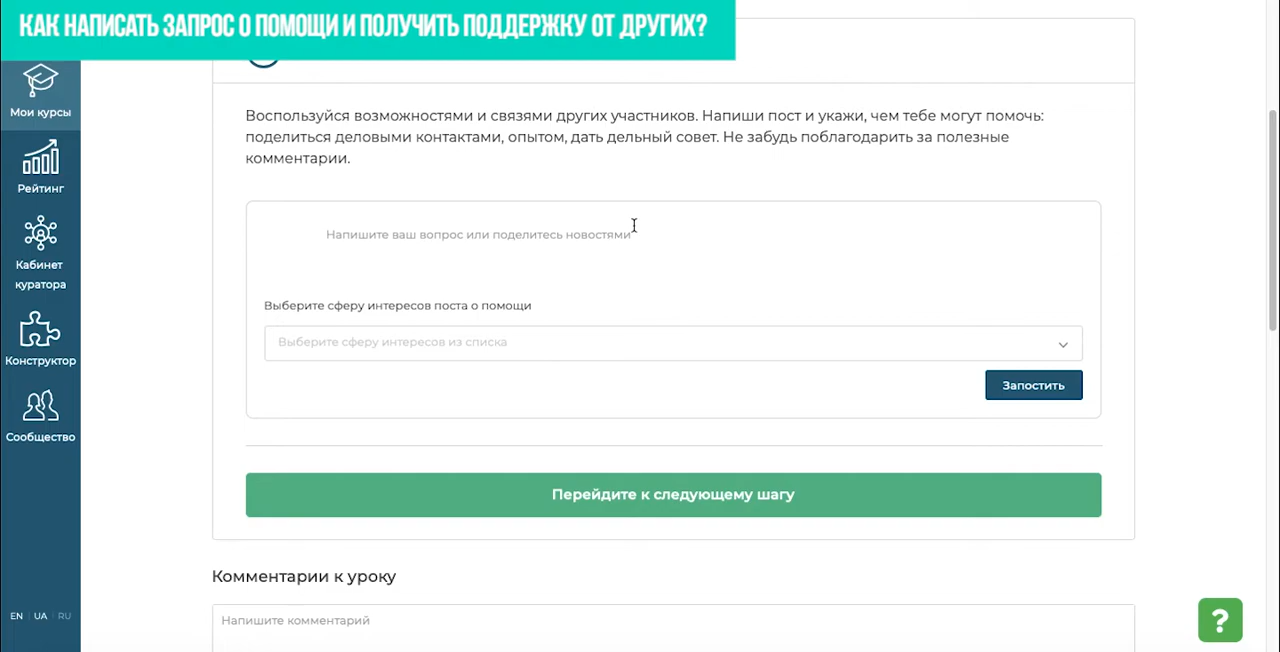 КАК НАПИСАТЬ ЗАПРОС О ПОМОЩИ И ПОЛУЧИТЬ ПОДДЕРЖКУ ОТ ДРУГИХ?
Мои курсы
Рейтинг
Кабинет
куратора
Конструктор
Сообщество
EN UA RU
Воспользуйся возможностями и связями других участников. Напиши пост и укажи, чем тебе могут помочь:
поделиться деловыми контактами, опытом, дать дельный совет. Не забудь поблагодарить за полезные
комментарии.
Напишите ваш вопрос или поделитесь новостями
Выберите сферу интересов поста о помощи
Выберите сферу интересов из списка
Запостить
Перейдите к следующему шагу
Комментарии к уроку
Напишите комментарий
?